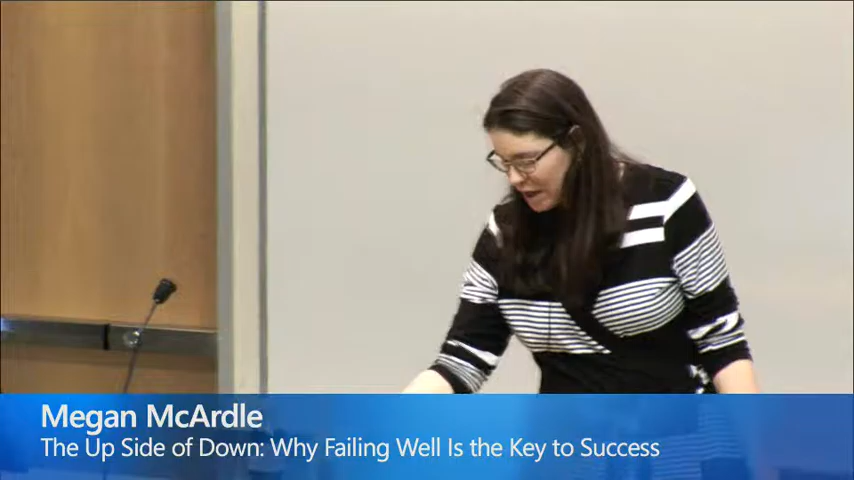 Megan McArdle
The Up Side of Down: Why Failing Well Is the Key to Success